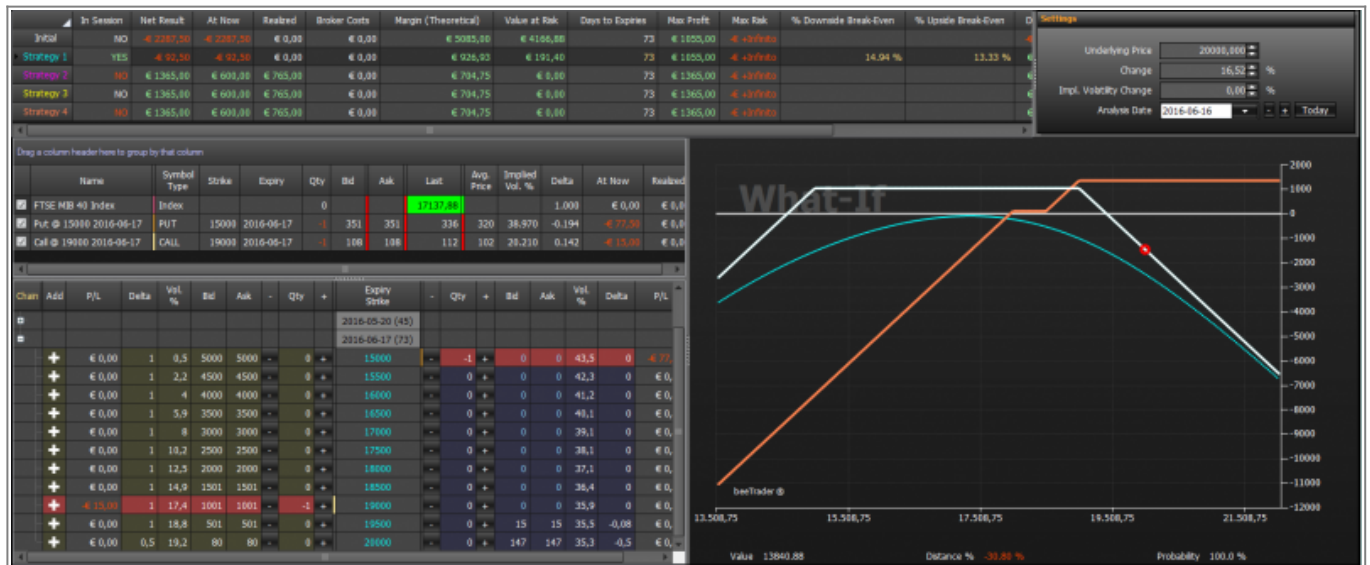 In Session Net Result At Now Realized Broker Costs Margin (Theoretical) Value at Risk Days to Expiries Max Profit Max Risk % Downside Break-Even % Upside Break-Even D
Initial NO -€ 2287,50 -€ 2287,50 € 0,00 € 0,00 € 5085,00 € 4166,88 73 € 1055,00 -€ +Infinito
Strategy 1 YES -€ 92,50 -€ 92,50 € 0,00 € 0,00 € 926,93 € 191,40 73 € 1055,00 -€ +Infinito 14.94 % 13.33 % €
Strategy 2 NO € 1365,00 € 600,00 € 765,00 € 0,00 € 704,75 € 0,00 73 € 1365,00 -€ +Infinito €
Strategy 3 NO € 1365,00 € 600,00 € 765,00 € 0,00 € 704,75 € 0,00 73 € 1365,00 -€ +Infinito €
Strategy 4 NO € 1365,00 € 600,00 € 765,00 € 0,00 € 704,75 € 0,00 73 € 1365,00 -€ +Infinito €
Settings
Underlying Price 20000,000
Change 16,52 %
Impl. Volatility Change 0,00 %
Analysis Date 2016-06-16 - + Today
Drag a column header here to group by that column
Name Symbol Type Strike Expiry Qty Bid Ask Last Avg. Price Implied Vol. % Delta At Now Realized
FTSE MIB 40 Index Index 0 17137,88 1.000 € 0,00 € 0,0
Put @ 15000 2016-06-17 PUT 15000 2016-06-17 -1 351 351 336 320 38.970 -0.194 -€ 77,50 € 0,0
Call @ 19000 2016-06-17 CALL 19000 2016-06-17 -1 108 108 112 102 20.210 0.142 -€ 15,00 € 0,0
Chain Add P/L Delta Vol. % Bid Ask - Qty + Expiry Strike - Qty + Bid Ask Vol. % Delta P/L
2016-05-20 (45)
2016-06-17 (73)
+ € 0,00 1 0,5 5000 5000 - 0 + 15000 - -1 + 0 0 43,5 0 -€ 77,
+ € 0,00 1 2,2 4500 4500 - 0 + 15500 - 0 + 0 0 42,3 0 € 0,
+ € 0,00 1 4 4000 4000 - 0 + 16000 - 0 + 0 0 41,2 0 € 0,
+ € 0,00 1 5,9 3500 3500 - 0 + 16500 - 0 + 0 0 40,1 0 € 0,
+ € 0,00 1 8 3000 3000 - 0 + 17000 - 0 + 0 0 39,1 0 € 0,
+ € 0,00 1 10,2 2500 2500 - 0 + 17500 - 0 + 0 0 38,1 0 € 0,
+ € 0,00 1 12,5 2000 2000 - 0 + 18000 - 0 + 0 0 37,1 0 € 0,
+ € 0,00 1 14,9 1501 1501 - 0 + 18500 - 0 + 0 0 36,4 0 € 0,
+ -€ 15,00 1 17,4 1001 1001 - -1 + 19000 - 0 + 0 0 35,9 0 € 0,
+ € 0,00 1 18,8 501 501 - 0 + 19500 - 0 + 15 15 35,5 -0,08 € 0,
+ € 0,00 0,5 19,2 80 80 - 0 + 20000 - 0 + 147 147 35,3 -0,5 € 0,
What-If
2000
1000
0
-1000
-2000
-3000
-4000
-5000
-6000
-7000
-8000
-9000
-10000
-11000
-12000
beeTrader ®
13.508,75 15.508,75 17.508,75 19.508,75 21.508,75
Value 13840.88 Distance % -30.80 % Probability 100.0 %